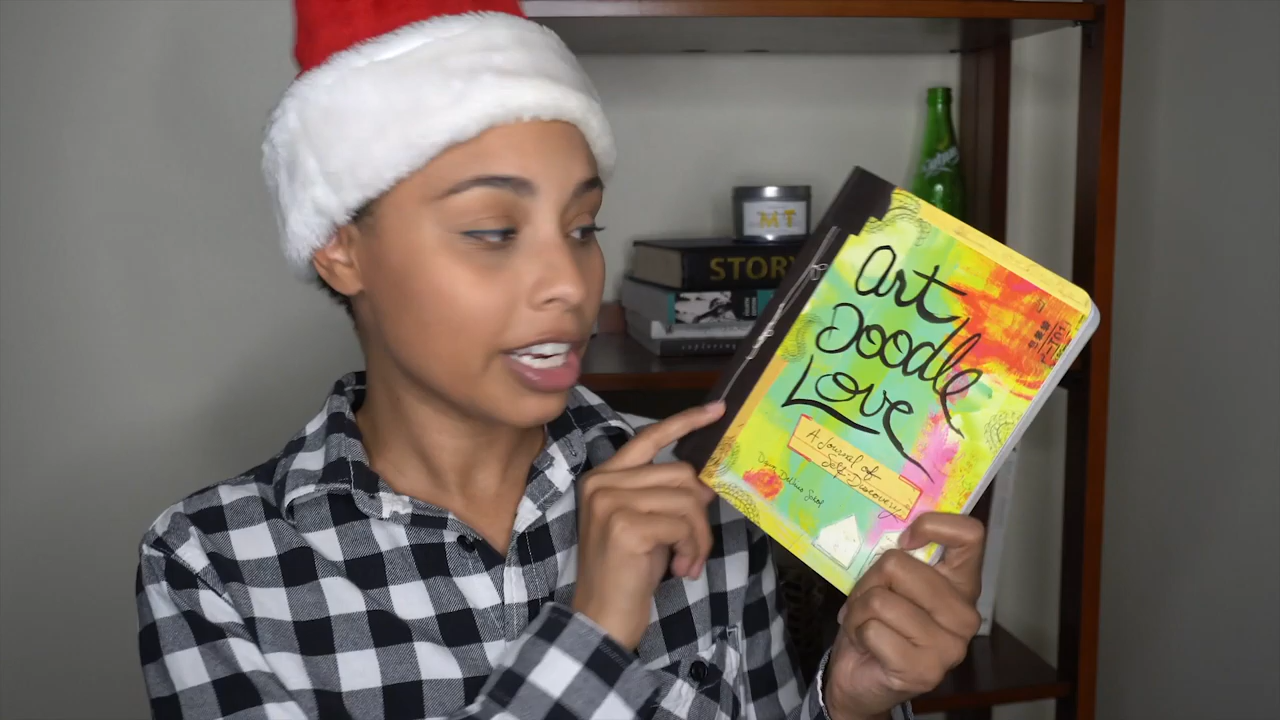 MT
STORY
Art
Doodle
Love
A Journal of
Self-Discovery